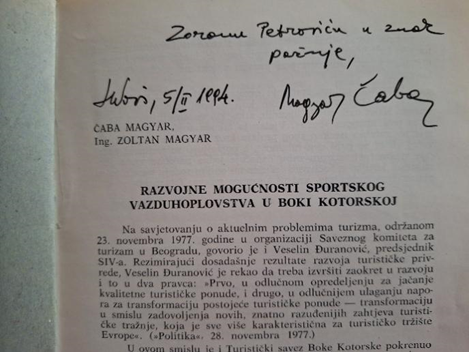 Zoranu Petroviću u znak
pažnje,
5/II 1994. Magyar Čaba
ČABA MAGYAR,
Ing. ZOLTAN MAGYAR
RAZVOJNE MOGUĆNOSTI SPORTSKOG
VAZDUHOPLOVSTVA U BOKI KOTORSKOJ
Na savjetovanju o aktuelnim problemima turizma, održanom
23. novembra 1977. godine u organizaciji Saveznog komiteta za
turizam u Beogradu, govorio je i Veselin Đuranović, predsjednik
SIV-a. Rezimirajući dosadašnje rezultate razvoja turističke priv-
rede, Veselin Đuranović je rekao da treba izvršiti zaokret u razvoju
i to u dva pravca: »Prvo, u odlučnom opredeljenju za jačanje
kvalitetne turističke ponude, i drugo, u odlučnijem ulaganju napo-
ra za transformaciju postojeće turističke ponude — transformaciju
u smislu zadovoljenja novih, znatno razuđenijih zahtjeva turisti-
čke tražnje, koja je sve više karakteristična za turističko tržište
Evrope«. (»Politika«. 28. novembar 1977.)
U ovom smislu je i Turistički savez Boke Kotorske